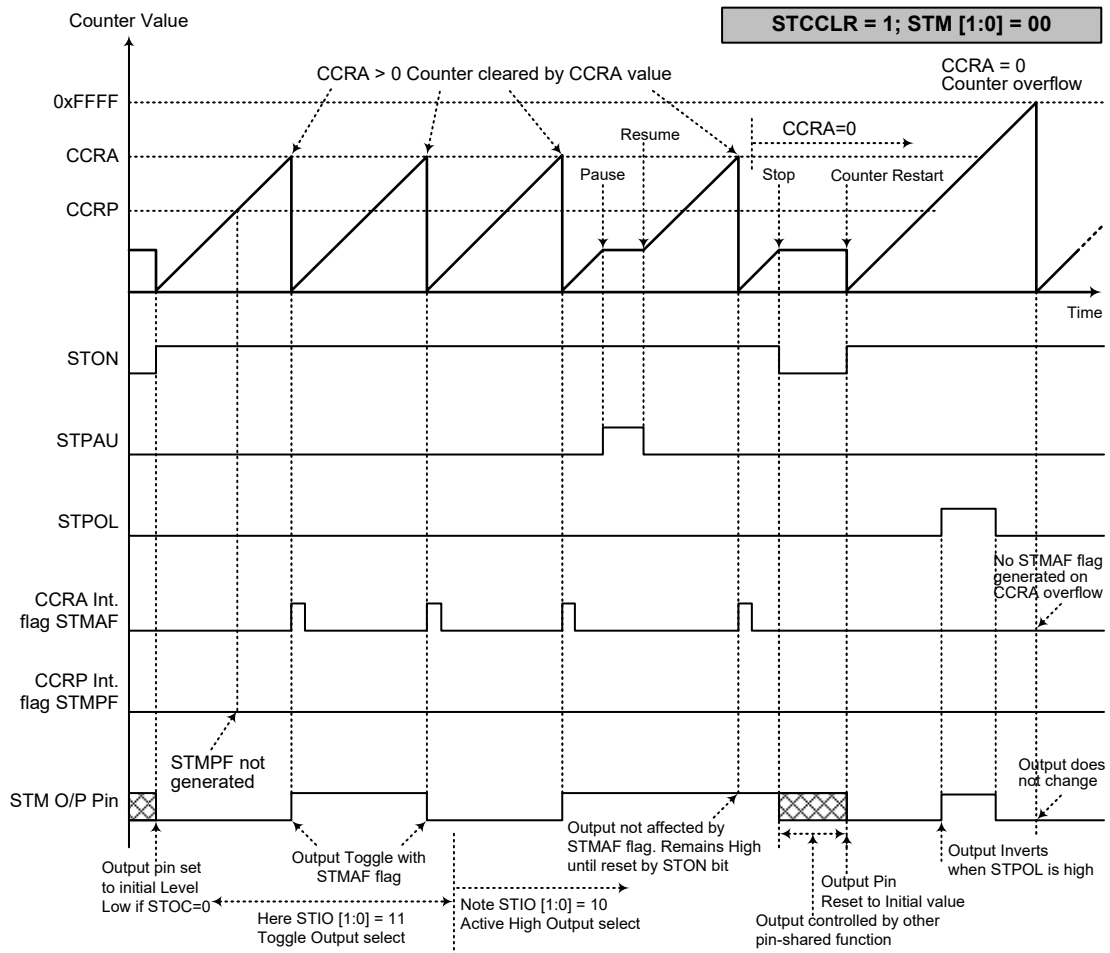 Counter Value
STCCLR = 1; STM [1:0] = 00
CCRA > 0 Counter cleared by CCRA value
CCRA = 0
Counter overflow
0xFFFF
Resume
CCRA=0
CCRA
Pause
Stop
Counter Restart
CCRP
Time
STON
STPAU
STPOL
No STMAF flag
generated on
CCRA overflow
CCRA Int.
flag STMAF
CCRP Int.
flag STMPF
STMPF not
generated
Output does
not change
STM O/P Pin
Output pin set
to initial Level
Low if STOC=0
Output Toggle with
STMAF flag
Output not affected by
STMAF flag. Remains High
until reset by STON bit
Output Inverts
when STPOL is high
Output Pin
Reset to Initial value
Here STIO [1:0] = 11
Toggle Output select
Note STIO [1:0] = 10
Active High Output select
Output controlled by other
pin-shared function